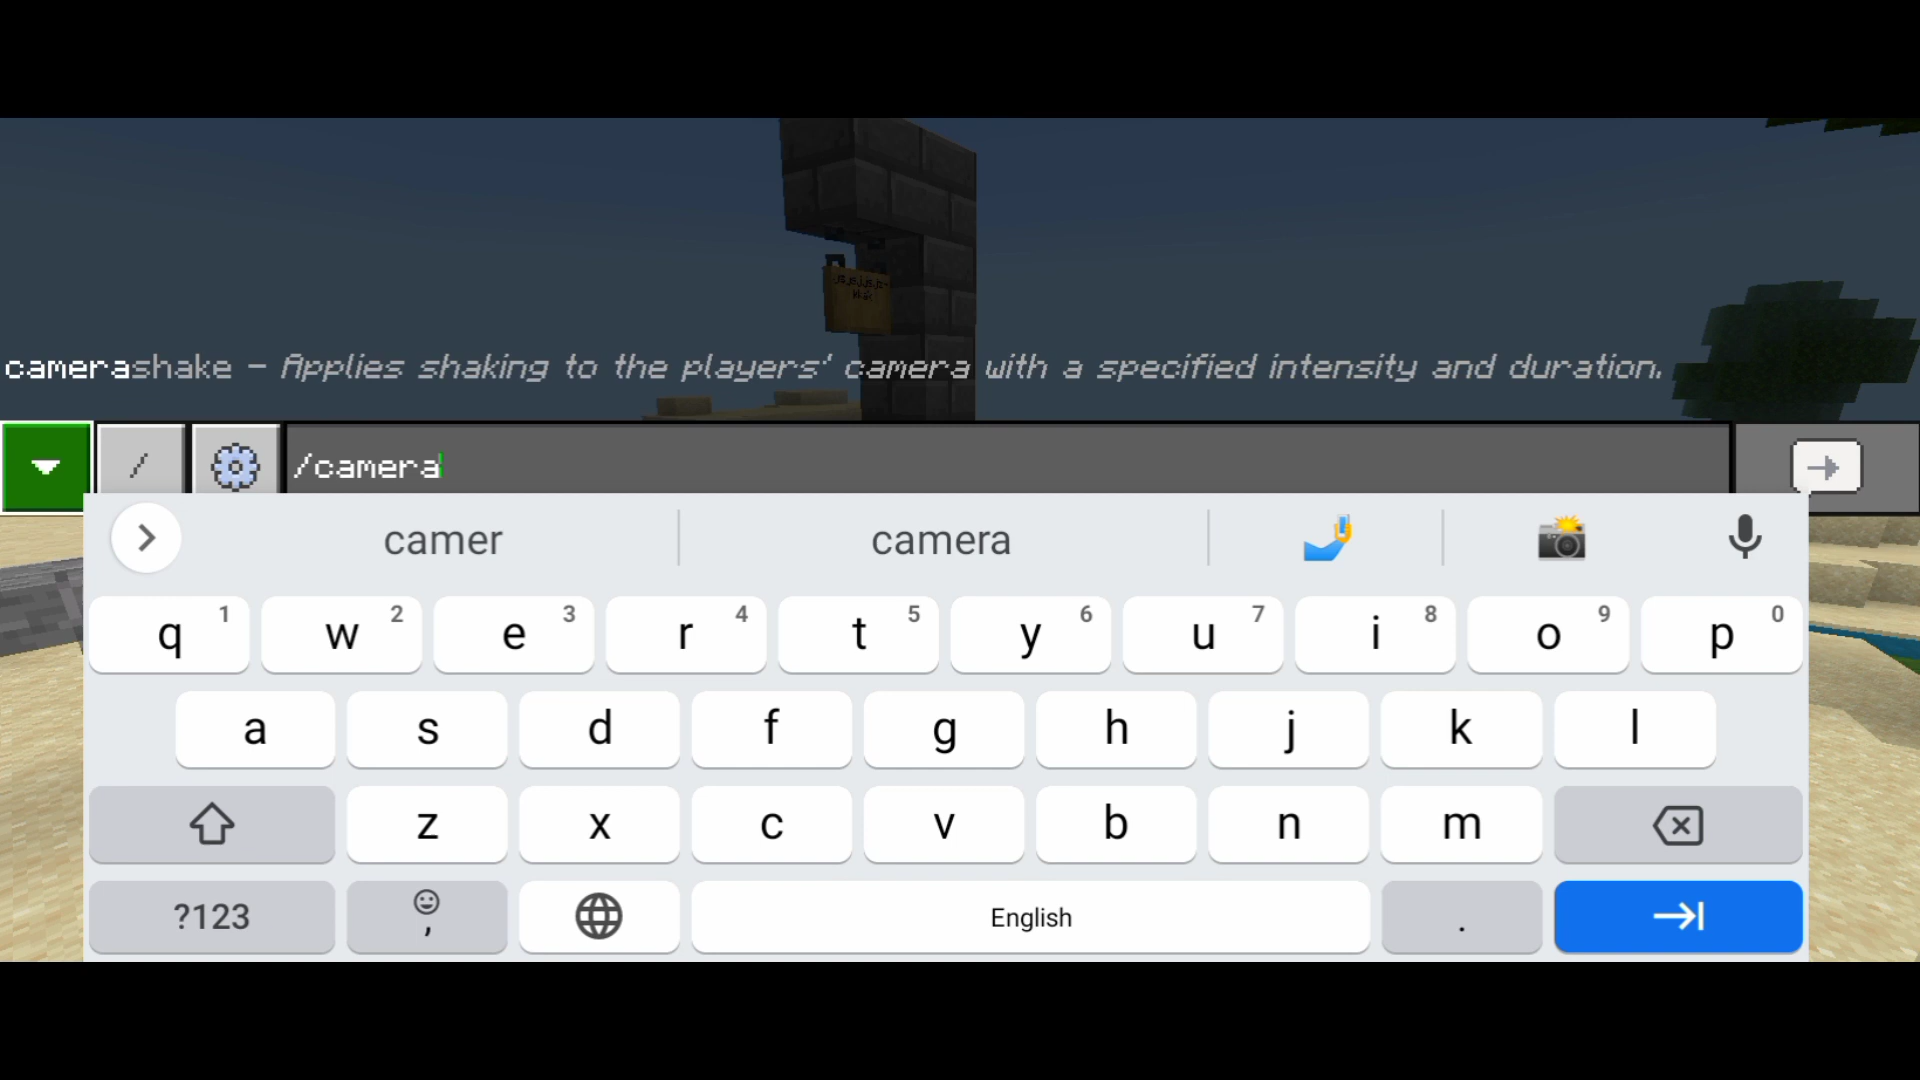 camerashake - Applies shaking to the players' camera with a specified intensity and duration.
/
/camera
camer
camera
q 1 w 2 e 3 r 4 t 5 y 6 u 7 i 8 o 9 p 0
a s d f g h j k l
z x c v b n m
?123 , English .